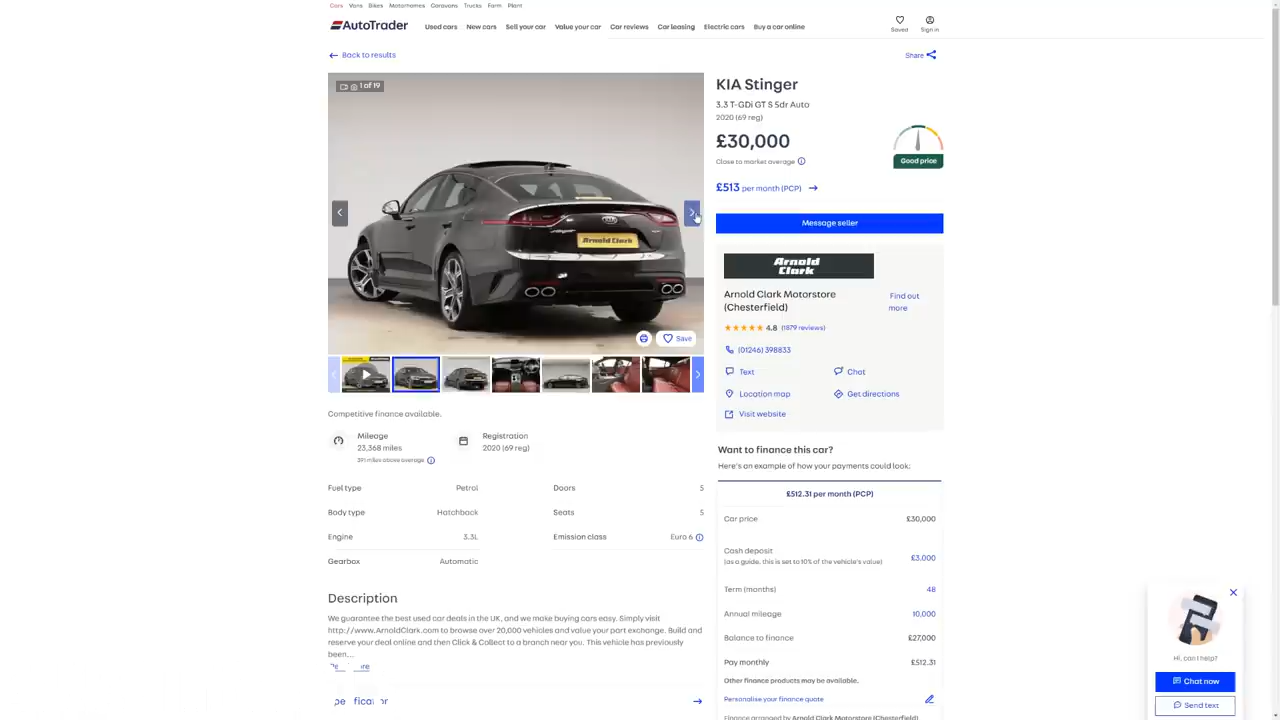 Cars Vans Bikes Motorhomes Caravans Trucks Farm Plant
AutoTrader
Used cars New cars Sell your car Value your car Car reviews Car leasing Electric cars Buy a car online
Saved Sign in
Back to results
Share
1 of 19
Arnold Clark
Save
KIA Stinger
3.3 T-GDi GT S 5dr Auto
2020 (69 reg)
£30,000
Close to market average
Good price
£513 per month (PCP)
Message seller
Arnold Clark
Arnold Clark Motorstore (Chesterfield)
Find out more
4.8 (1879 reviews)
(01246) 398833
Text Chat
Location map Get directions
Visit website
Competitive finance available.
Mileage
23,368 miles
Registration
2020 (69 reg)
Fuel type Petrol
Doors 5
Body type Hatchback
Seats 5
Engine 3.3L
Emission class Euro 6
Gearbox Automatic
Description
We guarantee the best used car deals in the UK, and we make buying cars easy. Simply visit
http://www.ArnoldClark.com to browse over 20,000 vehicles and value your part exchange. Build and
reserve your deal online and then Click & Collect to a branch near you. This vehicle has previously
been...
Want to finance this car?
Here's an example of how your payments could look:
£512.31 per month (PCP)
Car price £30,000
Cash deposit £3,000
(as a guide, this is set to 10% of the vehicle's value)
Term (months) 48
Annual mileage 10,000
Balance to finance £27,000
Pay monthly £512.31
Other finance products may be available.
Personalise your finance quote
Finance arranged by Arnold Clark Motorstore (Chesterfield)
Hi, can I help?
Chat now
Send text